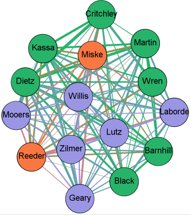 Critchley
Kassa
Martin
Miske
Dietz
Wren
Willis
Mooers
Laborde
Lutz
Zilmer
Reeder
Barnhill
Black
Geary